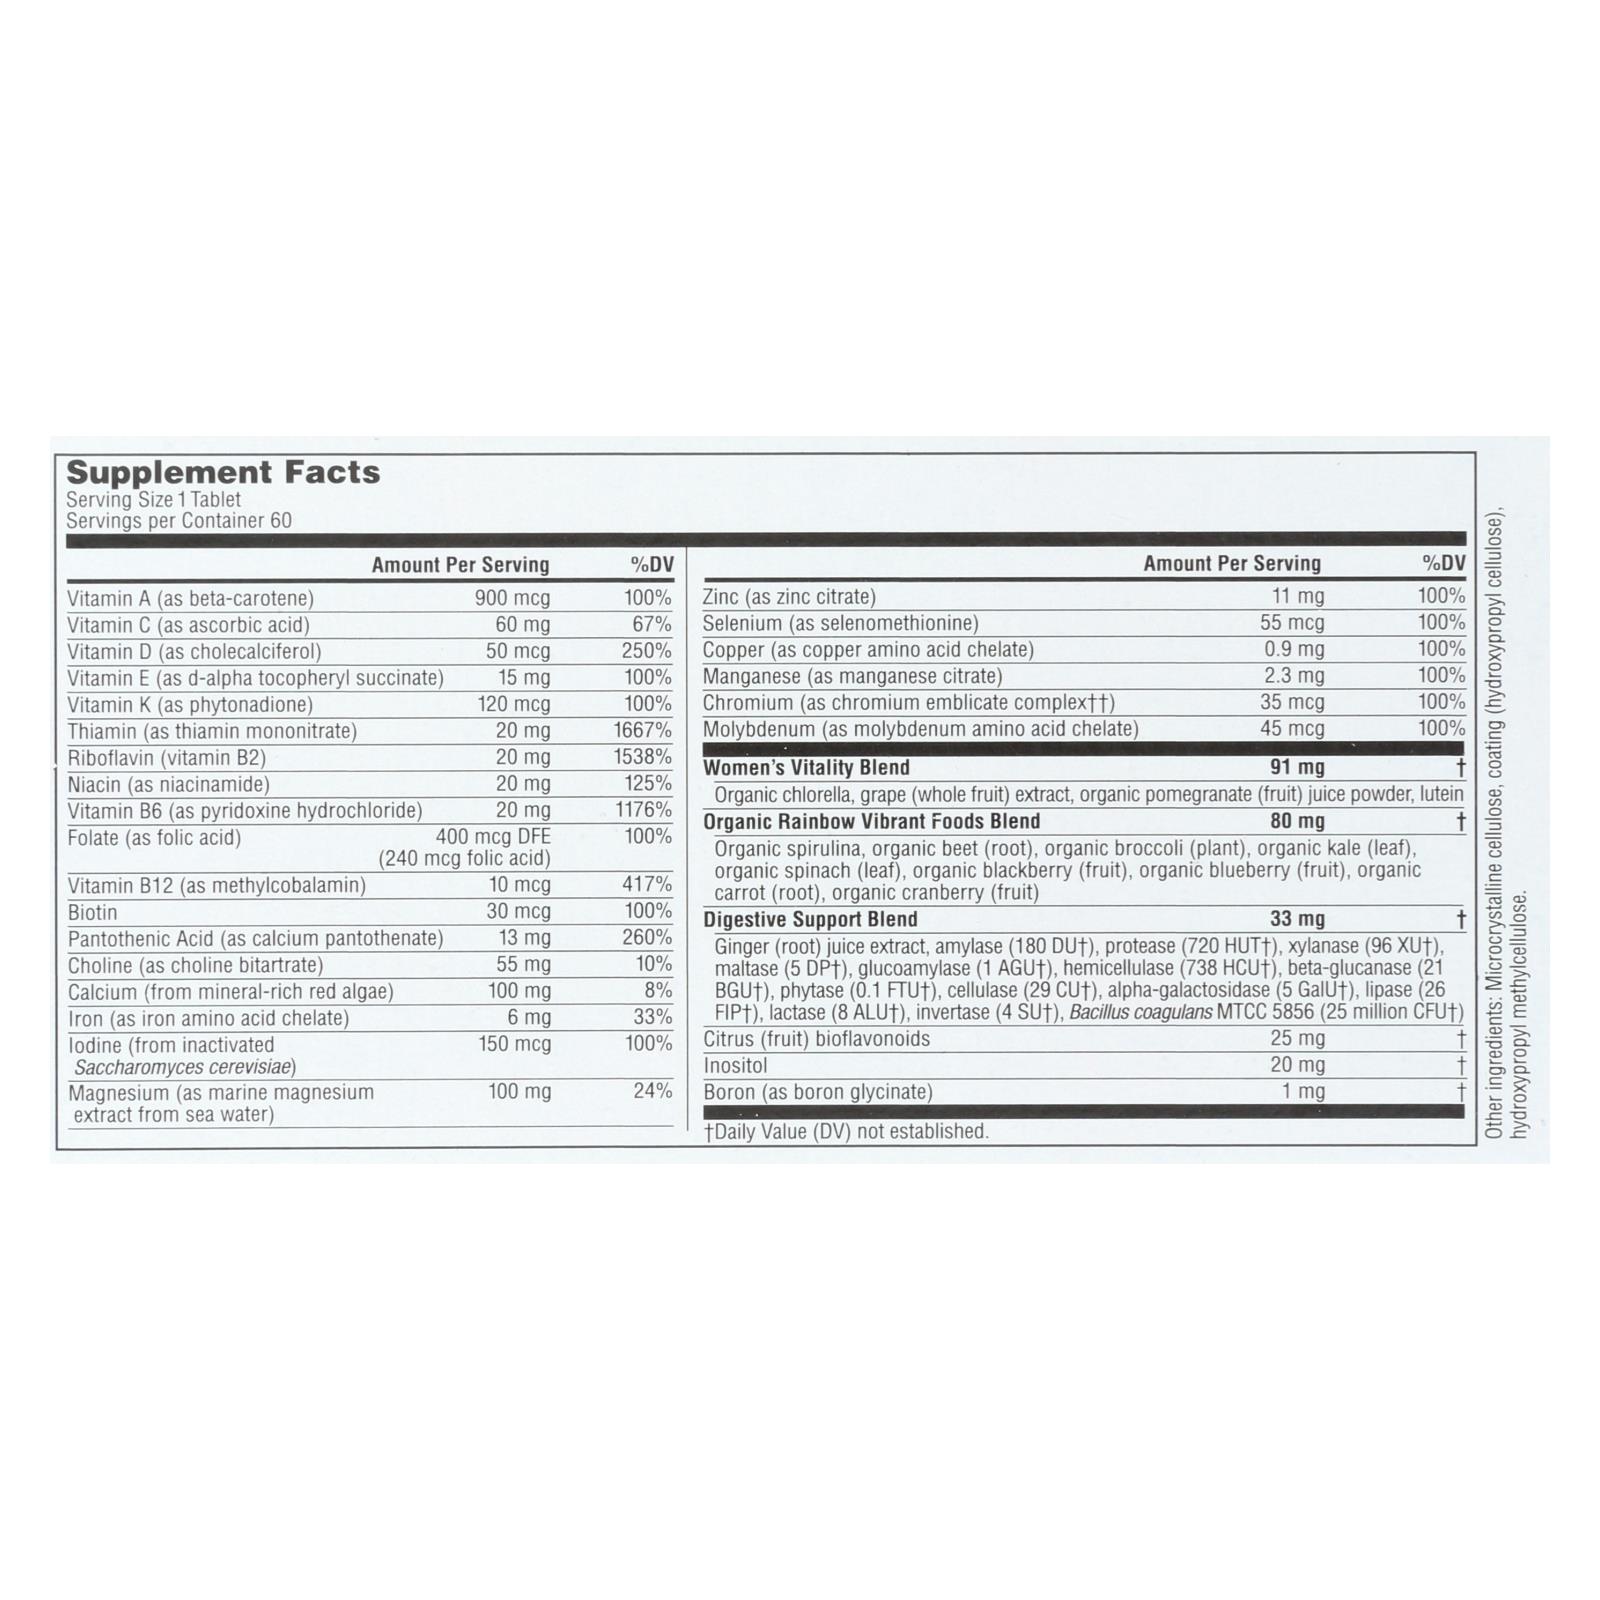 Supplement Facts
Serving Size 1 Tablet
Servings per Container 60
Amount Per Serving %DV
Vitamin A (as beta-carotene) 900 mcg 100%
Vitamin C (as ascorbic acid) 60 mg 67%
Vitamin D (as cholecalciferol) 50 mcg 250%
Vitamin E (as d-alpha tocopheryl succinate) 15 mg 100%
Vitamin K (as phytonadione) 120 mcg 100%
Thiamin (as thiamin mononitrate) 20 mg 1667%
Riboflavin (vitamin B2) 20 mg 1538%
Niacin (as niacinamide) 20 mg 125%
Vitamin B6 (as pyridoxine hydrochloride) 20 mg 1176%
Folate (as folic acid) 400 mcg DFE 100%
(240 mcg folic acid)
Vitamin B12 (as methylcobalamin) 10 mcg 417%
Biotin 30 mcg 100%
Pantothenic Acid (as calcium pantothenate) 13 mg 260%
Choline (as choline bitartrate) 55 mg 10%
Calcium (from mineral-rich red algae) 100 mg 8%
Iron (as iron amino acid chelate) 6 mg 33%
Iodine (from inactivated 150 mcg 100%
Saccharomyces cerevisiae)
Magnesium (as marine magnesium 100 mg 24%
extract from sea water)
Amount Per Serving %DV
Zinc (as zinc citrate) 11 mg 100%
Selenium (as selenomethionine) 55 mcg 100%
Copper (as copper amino acid chelate) 0.9 mg 100%
Manganese (as manganese citrate) 2.3 mg 100%
Chromium (as chromium emblicate complex††) 35 mcg 100%
Molybdenum (as molybdenum amino acid chelate) 45 mcg 100%
Women's Vitality Blend 91 mg †
Organic chlorella, grape (whole fruit) extract, organic pomegranate (fruit) juice powder, lutein
Organic Rainbow Vibrant Foods Blend 80 mg †
Organic spirulina, organic beet (root), organic broccoli (plant), organic kale (leaf),
organic spinach (leaf), organic blackberry (fruit), organic blueberry (fruit), organic
carrot (root), organic cranberry (fruit)
Digestive Support Blend 33 mg †
Ginger (root) juice extract, amylase (180 DU†), protease (720 HUT†), xylanase (96 XU†),
maltase (5 DP†), glucoamylase (1 AGU†), hemicellulase (738 HCU†), beta-glucanase (21
BGU†), phytase (0.1 FTU†), cellulase (29 CU†), alpha-galactosidase (5 GalU†), lipase (26
FIP†), lactase (8 ALU†), invertase (4 SU†), Bacillus coagulans MTCC 5856 (25 million CFU†)
Citrus (fruit) bioflavonoids 25 mg †
Inositol 20 mg †
Boron (as boron glycinate) 1 mg †
†Daily Value (DV) not established.
Other ingredients: Microcrystalline cellulose, coating (hydroxypropyl cellulose),
hydroxypropyl methylcellulose.